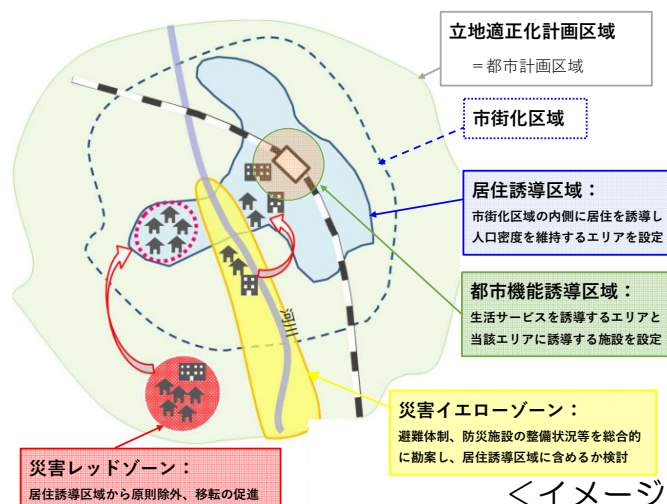 立地適正化計画区域
＝都市計画区域
市街化区域
居住誘導区域：
市街化区域の内側に居住を誘導し
人口密度を維持するエリアを設定
都市機能誘導区域：
生活サービスを誘導するエリアと
当該エリアに誘導する施設を設定
河川
災害イエローゾーン：
避難体制、防災施設の整備状況等を総合的
に勘案し、居住誘導区域に含めるか検討
災害レッドゾーン：
居住誘導区域から原則除外、移転の促進
＜イメージ